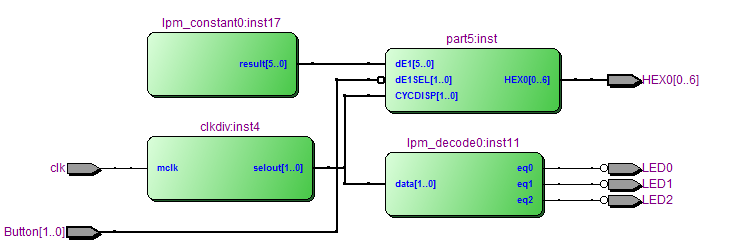 lpm_constant0:inst17
result[5..0]
part5:inst
dE1[5..0]
dE1SEL[1..0]
HEX0[0..6]
CYCDISP[1..0]
HEX0[0..6]
clkdiv:inst4
clk
mclk
selout[1..0]
lpm_decode0:inst11
data[1..0]
eq0
eq1
eq2
LED0
LED1
LED2
Button[1..0]